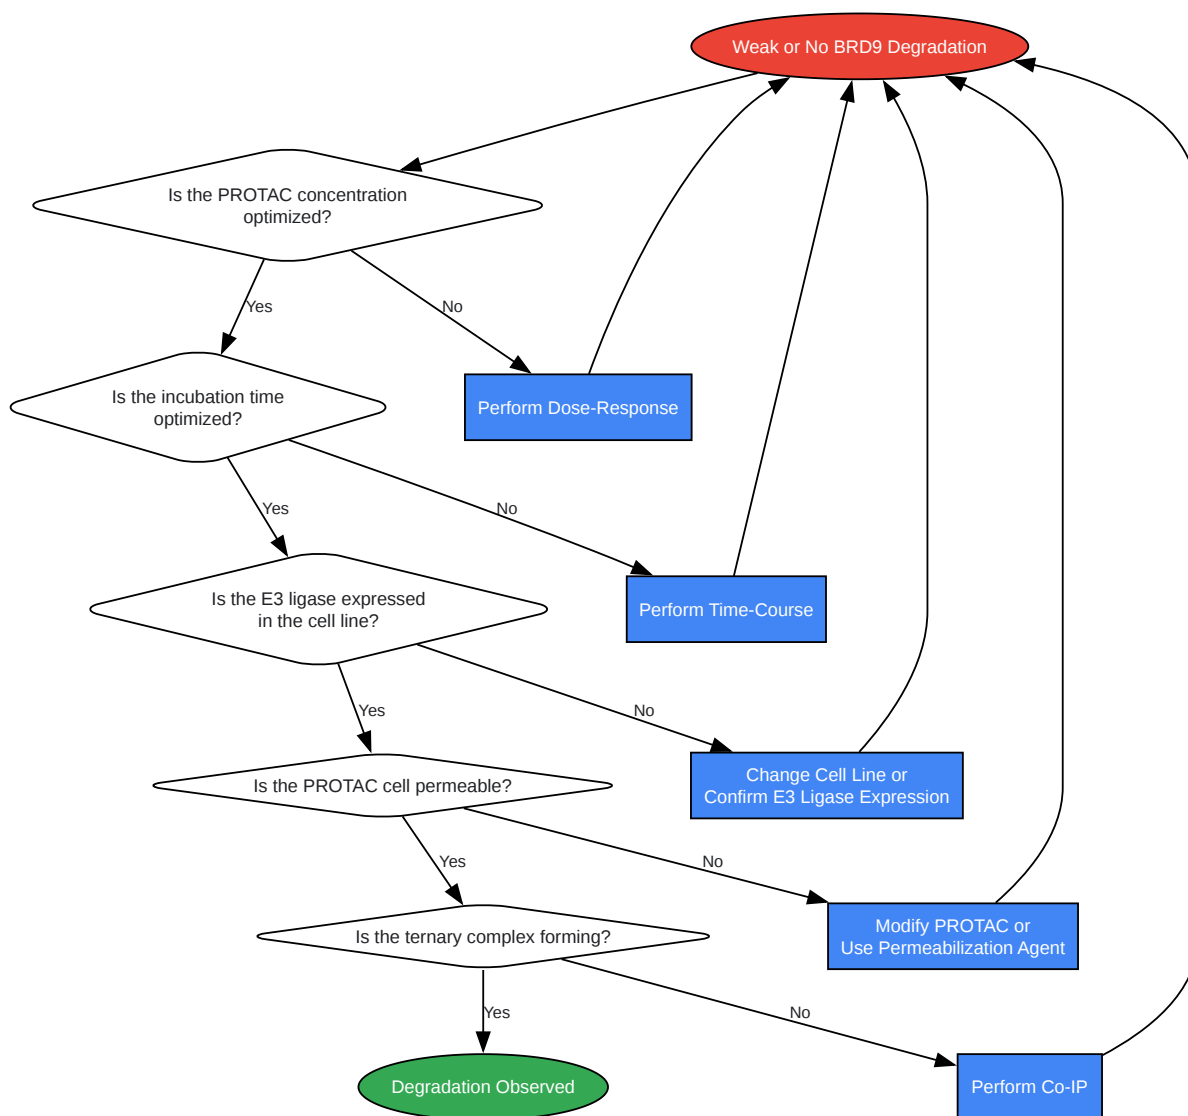 Weak or No BRD9 Degradation
Is the PROTAC concentration
optimized?
Yes
No
Is the incubation time
optimized?
Perform Dose-Response
Yes
No
Is the E3 ligase expressed
in the cell line?
Perform Time-Course
Yes
No
Is the PROTAC cell permeable?
Change Cell Line or
Confirm E3 Ligase Expression
Yes
No
Is the ternary complex forming?
Modify PROTAC or
Use Permeabilization Agent
Yes
No
Degradation Observed
Perform Co-IP